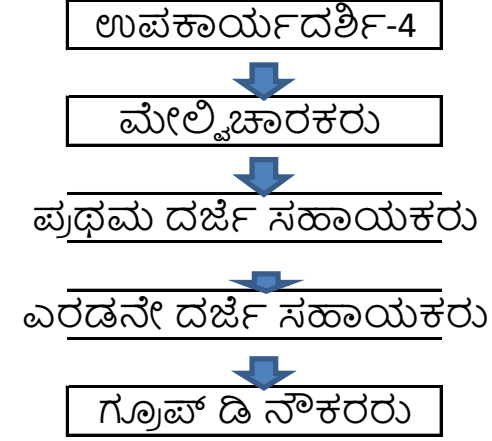 ಉಪಕಾರ್ಯದರ್ಶಿ-4
ಮೇಲ್ವಿಚಾರಕರು
ಪ್ರಥಮ ದರ್ಜೆ ಸಹಾಯಕರು
ಎರಡನೇ ದರ್ಜೆ ಸಹಾಯಕರು
ಗ್ರೂಪ್ ಡಿ ನೌಕರರು